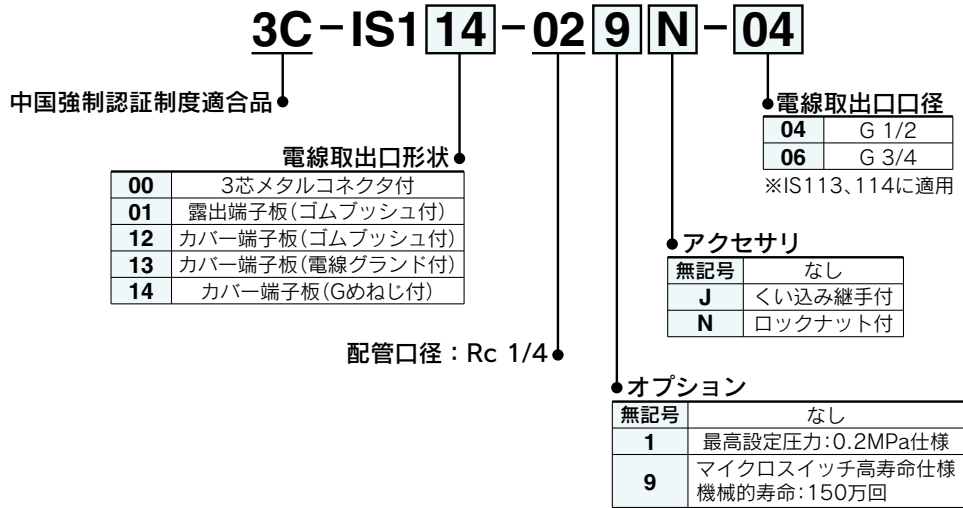 3C-IS1 14-02 9 N-04
中国強制認証制度適合品
電線取出口口径
04 G 1/2
06 G 3/4
※IS113、114に適用
電線取出口形状
00 3芯メタルコネクタ付
01 露出端子板(ゴムブッシュ付)
12 カバー端子板(ゴムブッシュ付)
13 カバー端子板(電線グランド付)
14 カバー端子板(Gめねじ付)
アクセサリ
無記号 なし
J くい込み継手付
N ロックナット付
配管口径：Rc 1/4
オプション
無記号 なし
1 最高設定圧力:0.2MPa仕様
9 マイクロスイッチ高寿命仕様
機械的寿命:150万回